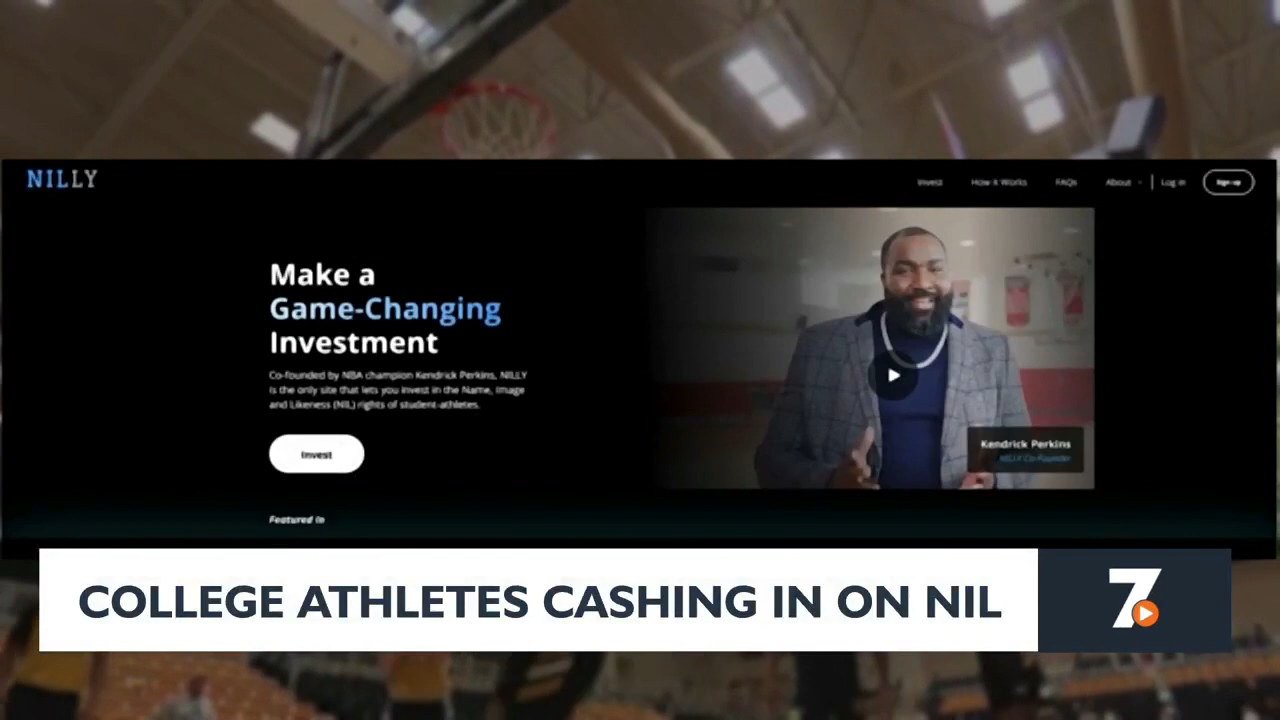 NILLY
Invest
How it Works
FAQs
About
Log in
Sign up
Make a
Game-Changing
Investment
Co-founded by NBA champion Kendrick Perkins, NILLY
is the only site that lets you invest in the Name, Image
and Likeness (NIL) rights of student-athletes.
Invest
Kendrick Perkins
NILLY Co-Founder
Featured in
COLLEGE ATHLETES CASHING IN ON NIL
7